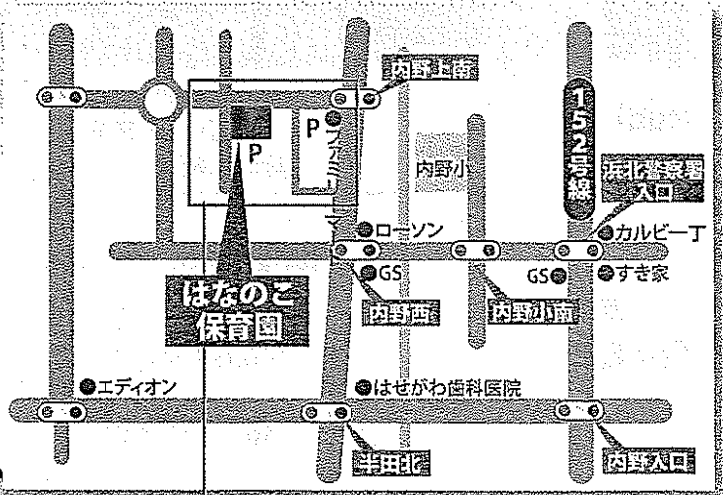 内野上南
152号線
P
P
ファミリーマート
内野小
浜北警察署
入口
ローソン
カルビ一丁
GS
GS
すき家
はなのこ
保育園
内野西
内野小南
エディオン
はせがわ歯科医院
半田北
内野入口